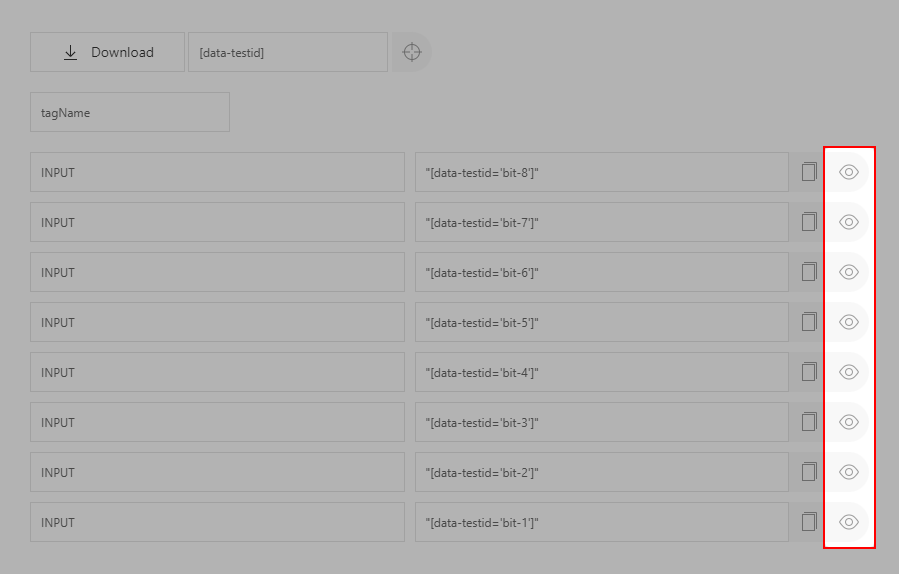 Download [data-testid]
tagName
INPUT "[data-testid='bit-8']"
INPUT "[data-testid='bit-7']"
INPUT "[data-testid='bit-6']"
INPUT "[data-testid='bit-5']"
INPUT "[data-testid='bit-4']"
INPUT "[data-testid='bit-3']"
INPUT "[data-testid='bit-2']"
INPUT "[data-testid='bit-1']"